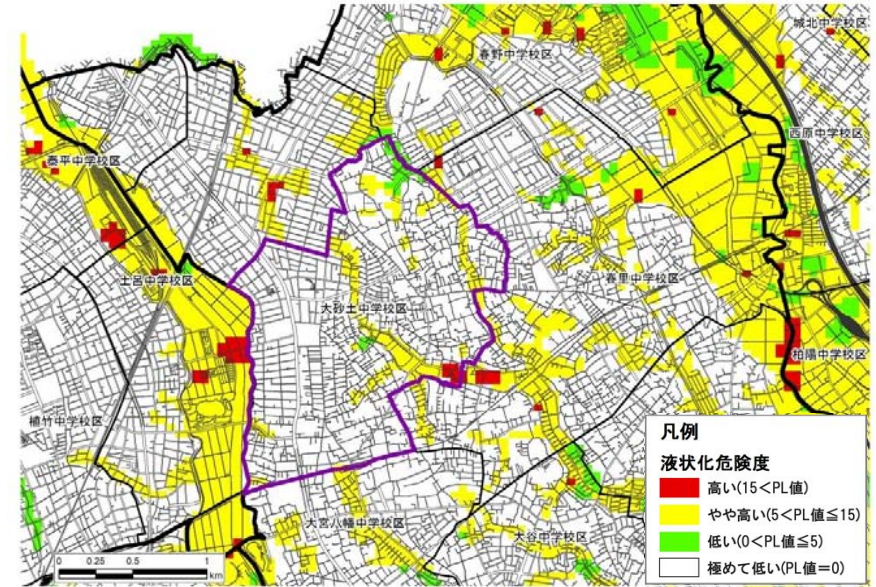 城北中学校区
春野中学校区
西原中学校区
泰平中学校区
土呂中学校区
春里中学校区
大砂土中学校区
柏陽中学校区
植竹中学校区
大宮八幡中学校区
大谷中学校区
凡例
液状化危険度
高い(15<PL値)
やや高い(5<PL値≦15)
低い(0<PL値≦5)
極めて低い(PL値=0)
0 0.25 0.5 1
km